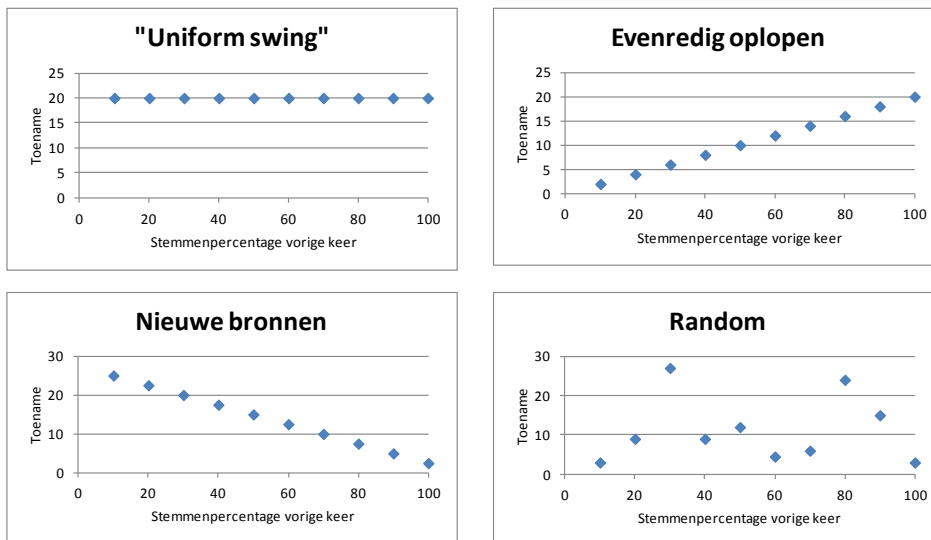 "Uniform swing"
25
20
15
10
5
0
Toename
0 20 40 60 80 100
Stemmenpercentage vorige keer
Evenredig oplopen
25
20
15
10
5
0
Toename
0 20 40 60 80 100
Stemmenpercentage vorige keer
Nieuwe bronnen
30
20
10
0
Toename
0 20 40 60 80 100
Stemmenpercentage vorige keer
Random
30
20
10
0
Toename
0 20 40 60 80 100
Stemmenpercentage vorige keer